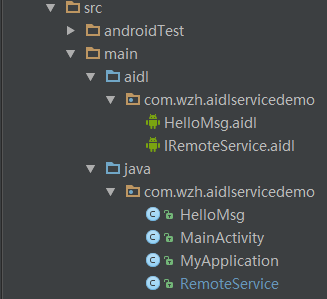 src
androidTest
main
aidl
com.wzh.aidlservicedemo
HelloMsg.aidl
IRemoteService.aidl
java
com.wzh.aidlservicedemo
HelloMsg
MainActivity
MyApplication
RemoteService